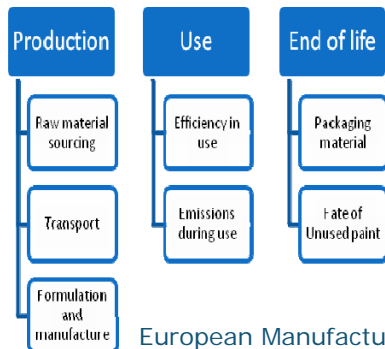 Production
Raw material
sourcing
Transport
Formulation
and
manufacture
Use
Efficiency in
use
Emissions
during use
End of life
Packaging
material
Fate of
Unused paint
European Manufactu